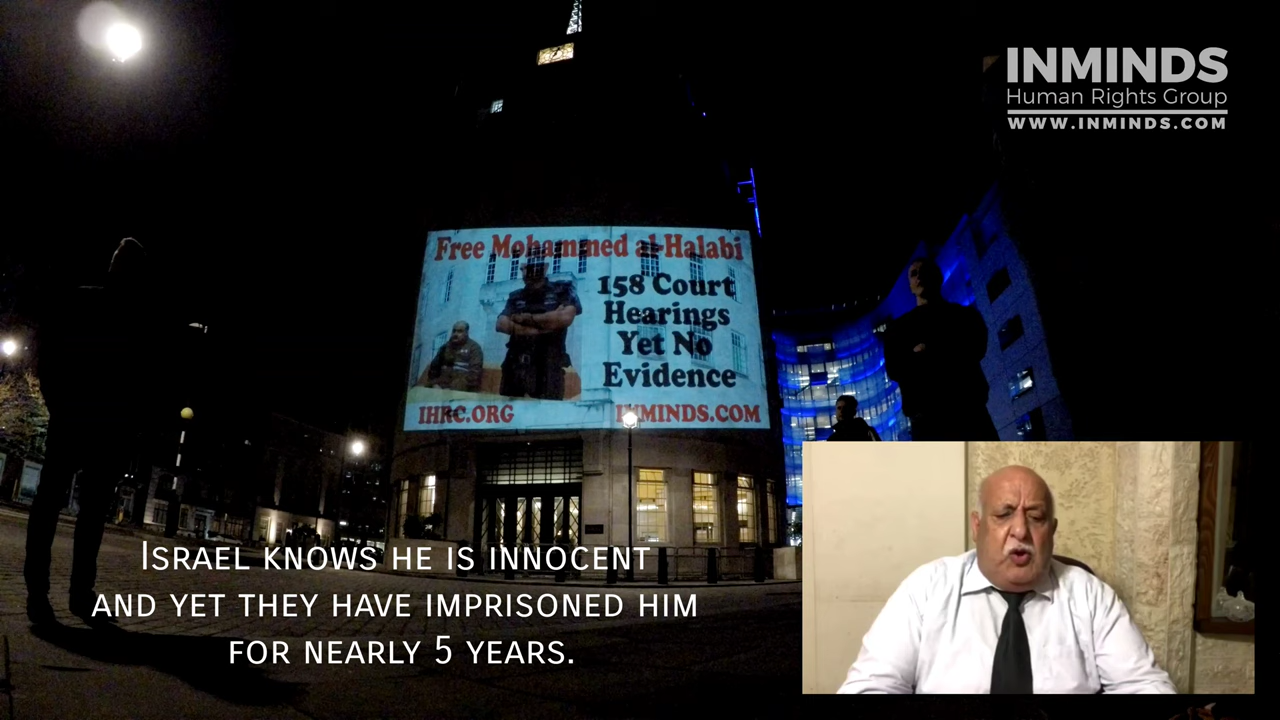 INMINDS
Human Rights Group
WWW.INMINDS.COM
Free Mohammed al-Halabi
158 Court
Hearings
Yet No
Evidence
IHRC.ORG
INMINDS.COM
Israel knows he is innocent
and yet they have imprisoned him
for nearly 5 years.